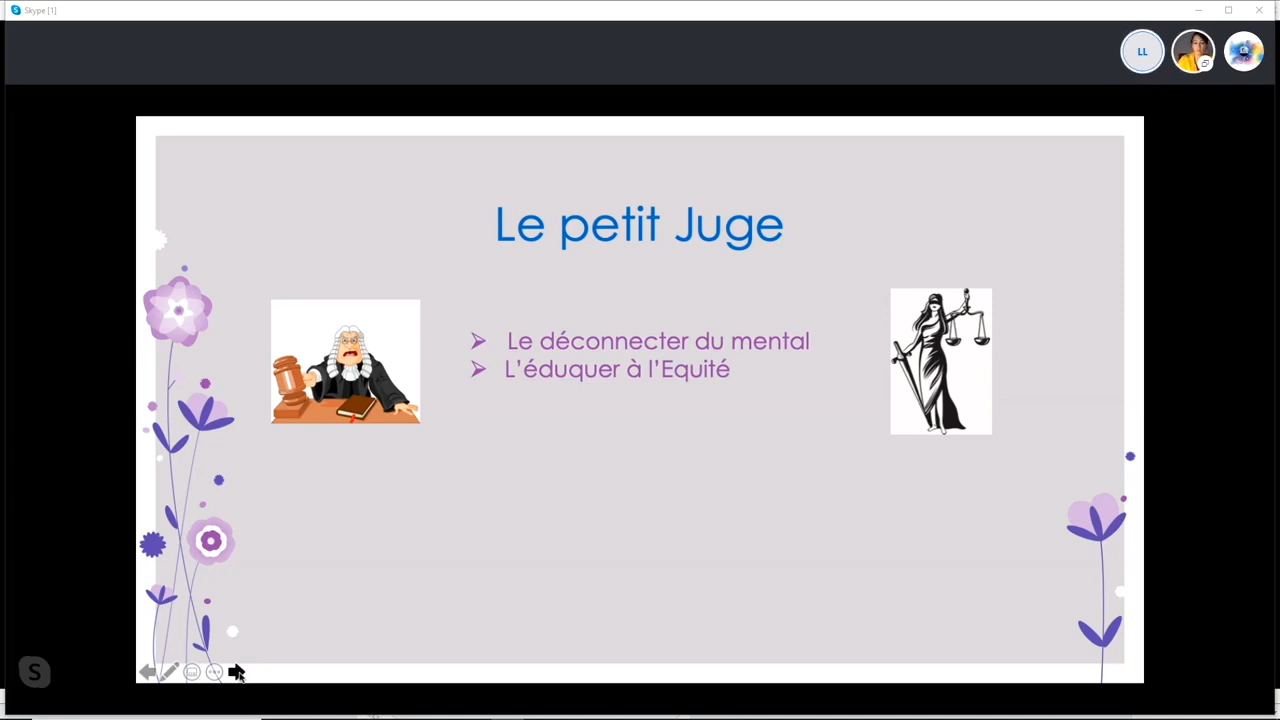 Skype [1]
LL
Le petit Juge
Le déconnecter du mental
L'éduquer à l'Equité